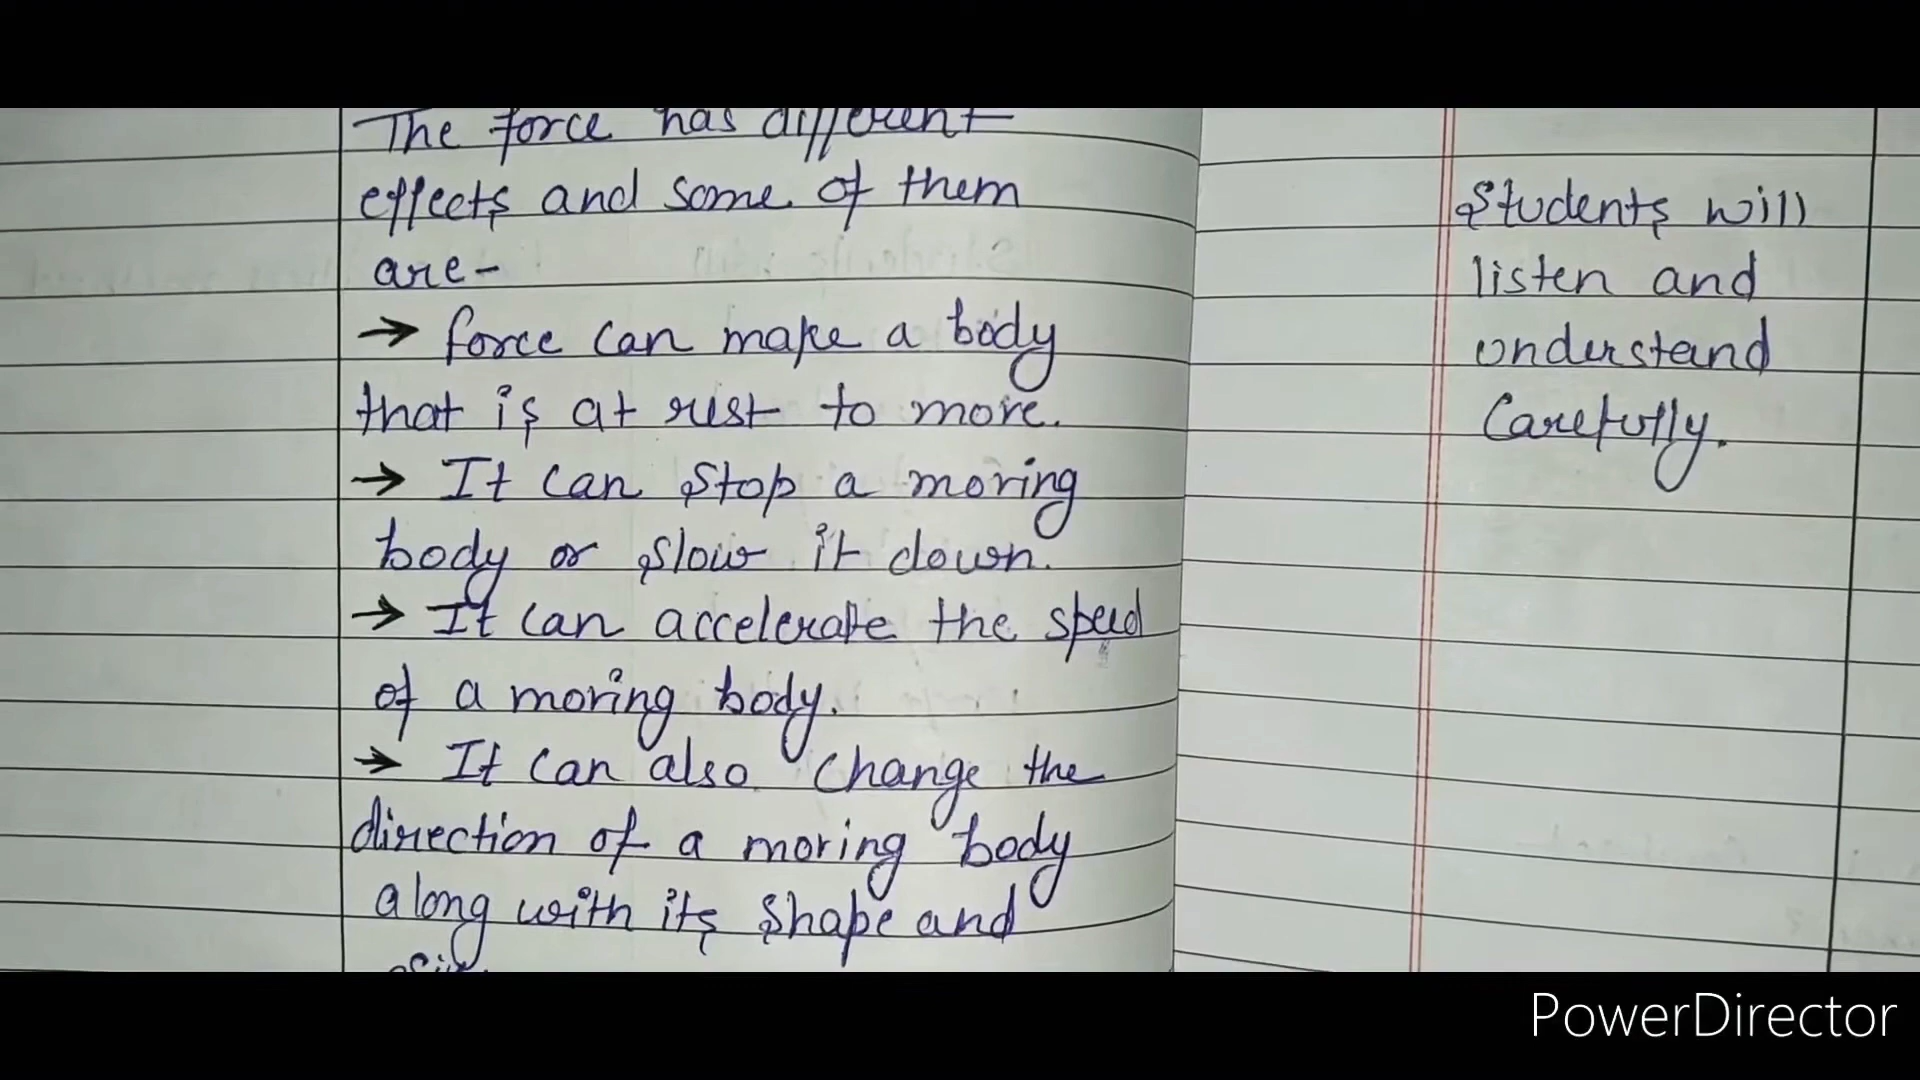 The force has different
effects and some of them
are-
→ force can make a body
that is at rest to move.
→ It can stop a moving
body or slow it down.
→ It can accelerate the speed
of a moving body.
→ It can also change the
direction of a moving body
along with its shape and
Students will
listen and
understand
Carefully.
PowerDirector